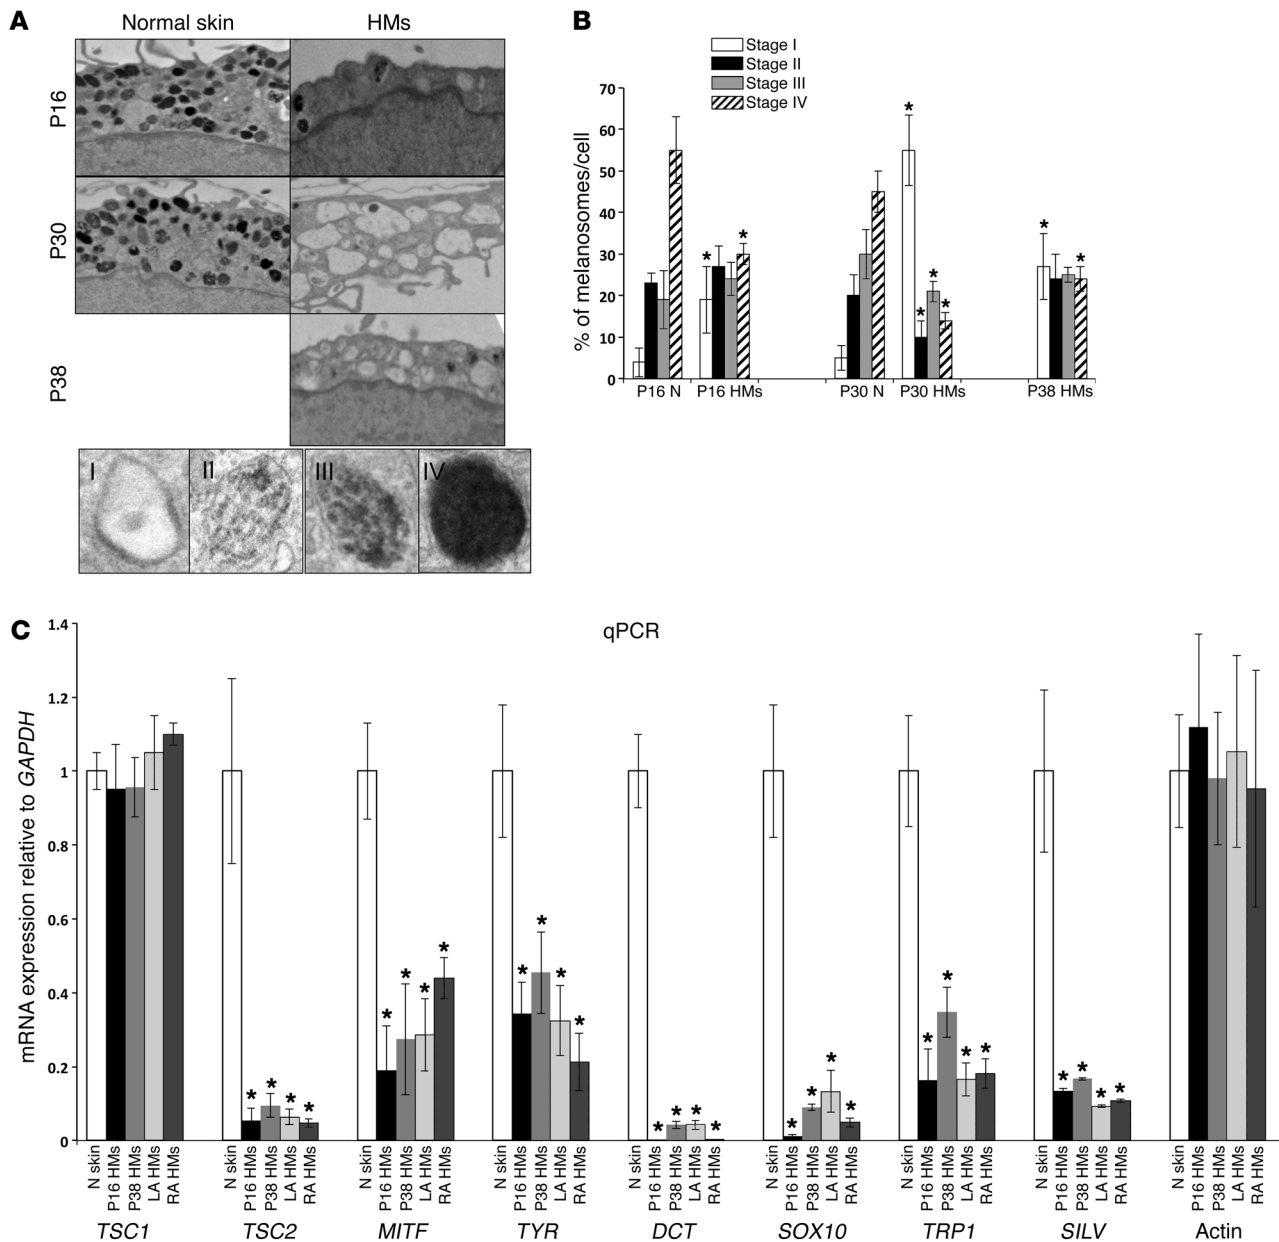 A
Normal skin
HMs
P16
P30
P38
I
II
III
IV
B
Stage I
Stage II
Stage III
Stage IV
% of melanosomes/cell
70
60
50
40
30
20
10
0
* * * * * * * *
P16 N
P16 HMs
P30 N
P30 HMs
P38 HMs
C
qPCR
mRNA expression relative to GAPDH
1.4
1.2
1
0.8
0.6
0.4
0.2
0
* * * * * * * * * * * * * * * * * * * * * * * * * * * *
N skin P16 HMs P38 HMs LA HMs RA HMs
N skin P16 HMs P38 HMs LA HMs RA HMs
N skin P16 HMs P38 HMs LA HMs RA HMs
N skin P16 HMs P38 HMs LA HMs RA HMs
N skin P16 HMs P38 HMs LA HMs RA HMs
N skin P16 HMs P38 HMs LA HMs RA HMs
N skin P16 HMs P38 HMs LA HMs RA HMs
N skin P16 HMs P38 HMs LA HMs RA HMs
N skin P16 HMs P38 HMs LA HMs RA HMs
TSC1 TSC2 MITF TYR DCT SOX10 TRP1 SILV Actin